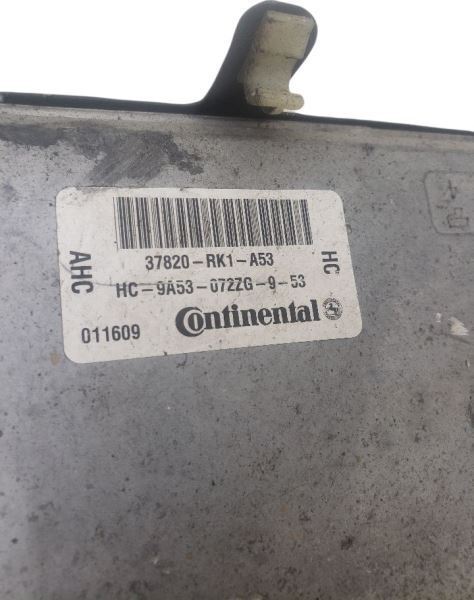 37820-RK1-A53
AHC
HC
HC-9A53-072ZG-9-53
011609
Continental